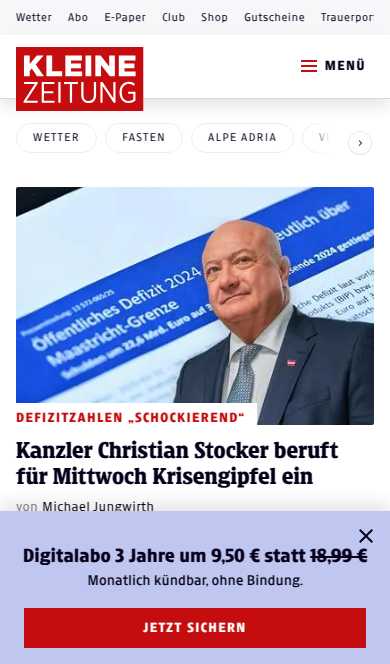 Wetter Abo E-Paper Club Shop Gutscheine Trauerpor
KLEINE
ZEITUNG
MENÜ
WETTER FASTEN ALPE ADRIA
Öffentliches Defizit 2024 deutlich über
Maastricht-Grenze
DEFIZITZAHLEN „SCHOCKIEREND“
Kanzler Christian Stocker beruft
für Mittwoch Krisengipfel ein
von Michael Jungwirth
Digitalabo 3 Jahre um 9,50 € statt 18,99 €
Monatlich kündbar, ohne Bindung.
JETZT SICHERN